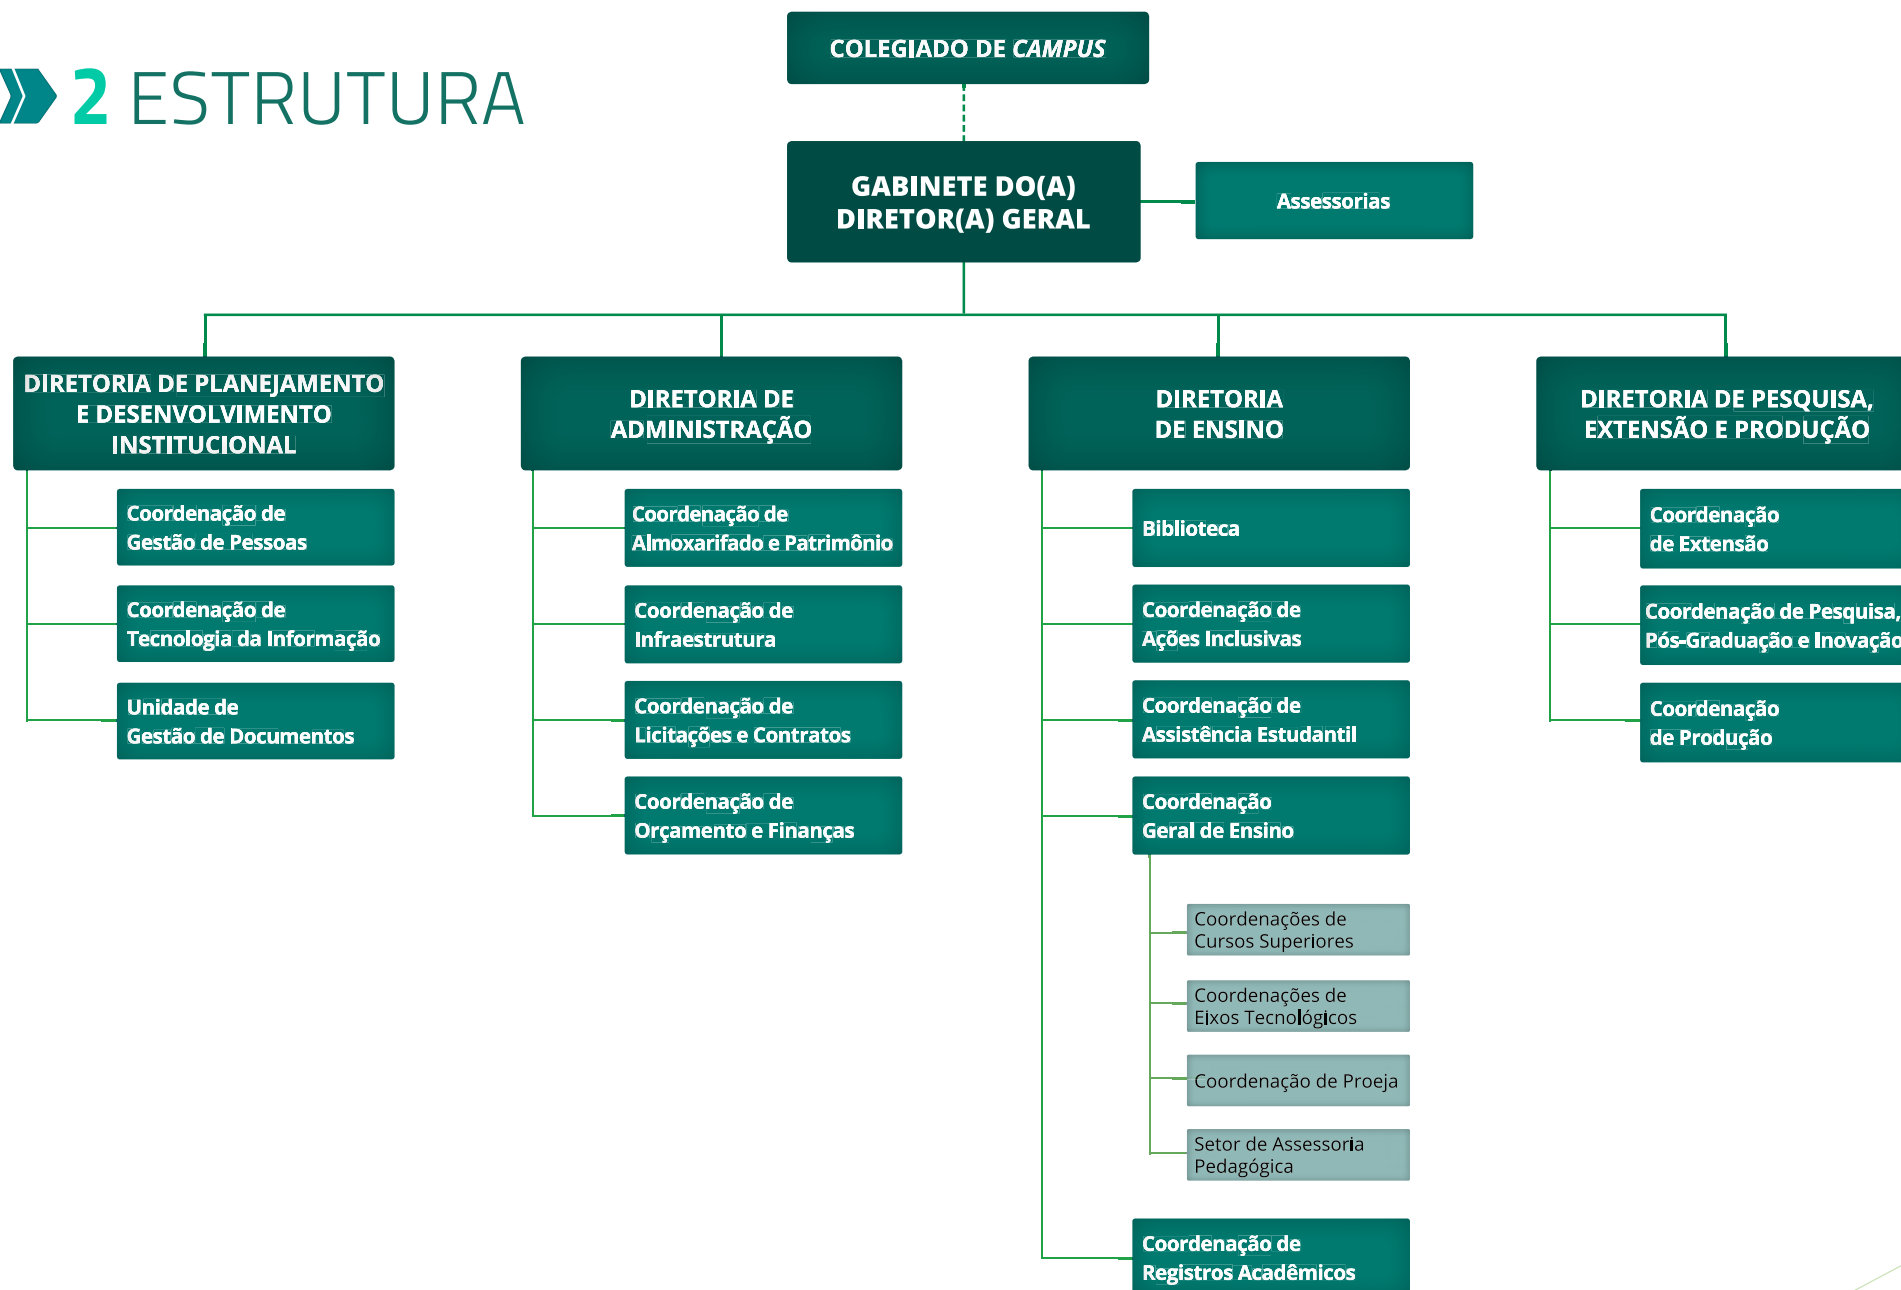 2 ESTRUTURA
COLEGIADO DE CAMPUS
GABINETE DO(A)
DIRETOR(A) GERAL
Assessorias
DIRETORIA DE PLANEJAMENTO
E DESENVOLVIMENTO
INSTITUCIONAL
Coordenação de
Gestão de Pessoas
Coordenação de
Tecnologia da Informação
Unidade de
Gestão de Documentos
DIRETORIA DE
ADMINISTRAÇÃO
Coordenação de
Almoxarifado e Patrimônio
Coordenação de
Infraestrutura
Coordenação de
Licitações e Contratos
Coordenação de
Orçamento e Finanças
DIRETORIA
DE ENSINO
Biblioteca
Coordenação de
Ações Inclusivas
Coordenação de
Assistência Estudantil
Coordenação
Geral de Ensino
Coordenações de
Cursos Superiores
Coordenações de
Eixos Tecnológicos
Coordenação de Proeja
Setor de Assessoria
Pedagógica
Coordenação de
Registros Acadêmicos
DIRETORIA DE PESQUISA,
EXTENSÃO E PRODUÇÃO
Coordenação
de Extensão
Coordenação de Pesquisa,
Pós-Graduação e Inovação
Coordenação
de Produção